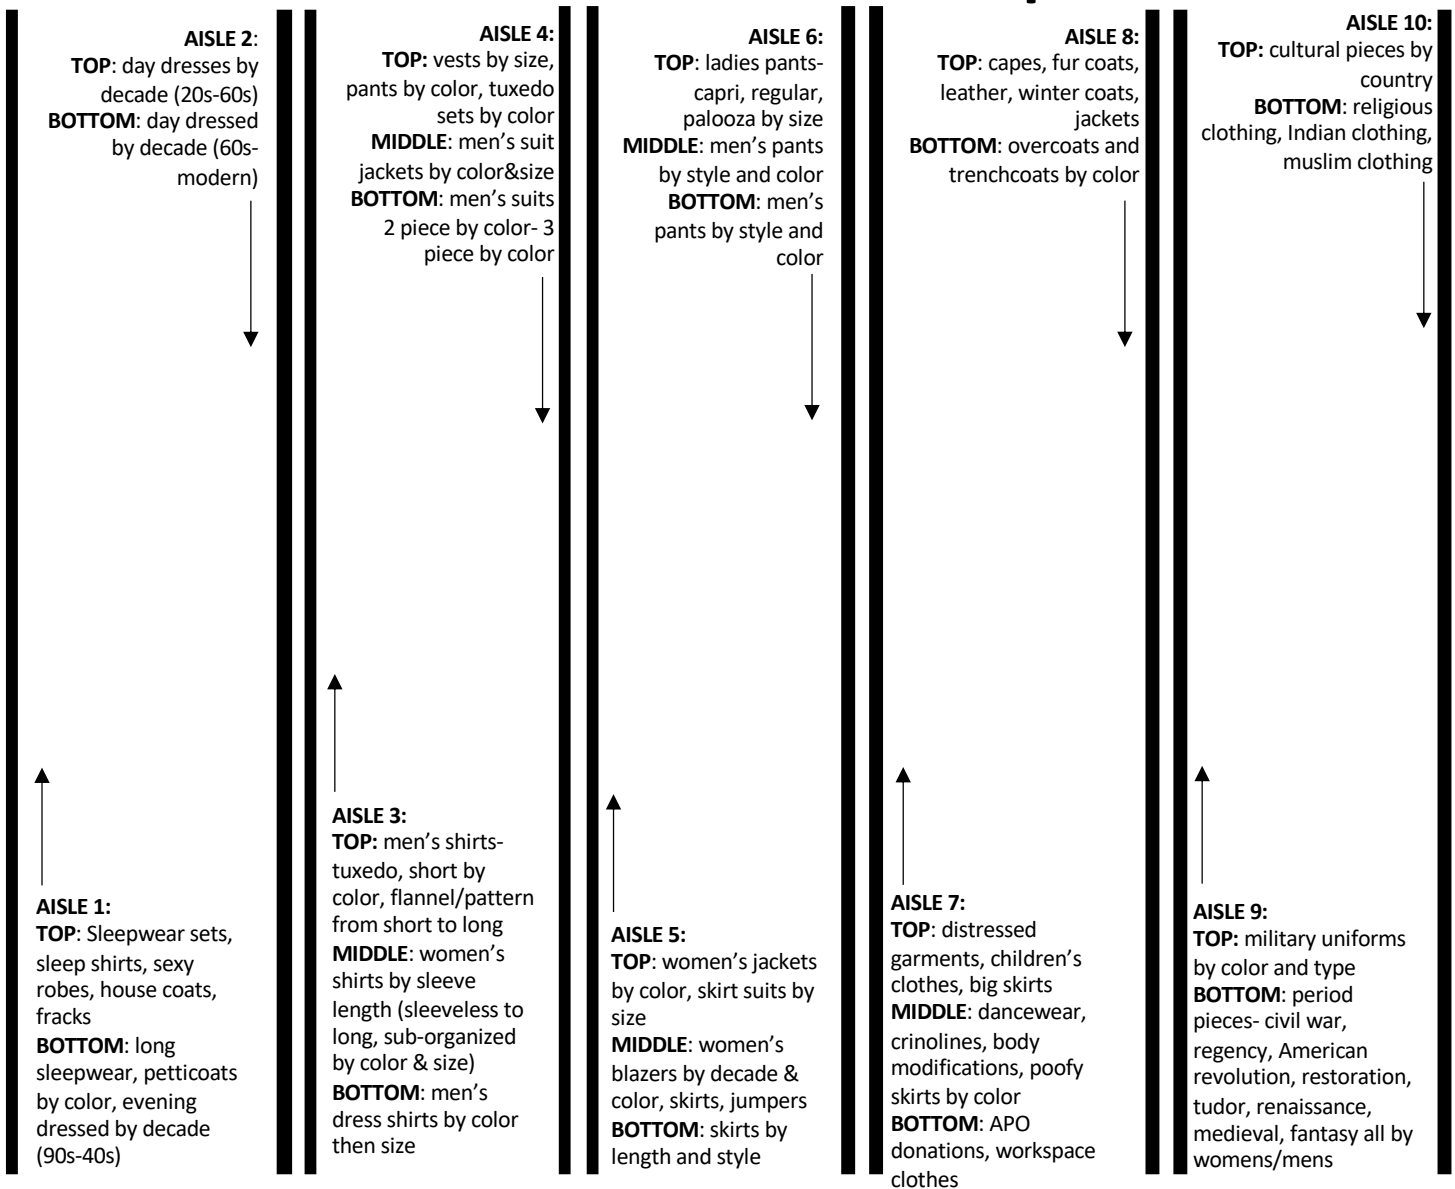 AISLE 2:
TOP: day dresses by
decade (20s-60s)
BOTTOM: day dressed
by decade (60s-
modern)
AISLE 4:
TOP: vests by size,
pants by color, tuxedo
sets by color
MIDDLE: men’s suit
jackets by color&size
BOTTOM: men’s suits
2 piece by color- 3
piece by color
AISLE 6:
TOP: ladies pants-
capri, regular,
palooza by size
MIDDLE: men’s pants
by style and color
BOTTOM: men’s
pants by style and
color
AISLE 8:
TOP: capes, fur coats,
leather, winter coats,
jackets
BOTTOM: overcoats and
trenchcoats by color
AISLE 10:
TOP: cultural pieces by
country
BOTTOM: religious
clothing, Indian clothing,
muslim clothing
AISLE 1:
TOP: Sleepwear sets,
sleep shirts, sexy
robes, house coats,
fracks
BOTTOM: long
sleepwear, petticoats
by color, evening
dressed by decade
(90s-40s)
AISLE 3:
TOP: men’s shirts-
tuxedo, short by
color, flannel/pattern
from short to long
MIDDLE: women’s
shirts by sleeve
length (sleeveless to
long, sub-organized
by color & size)
BOTTOM: men’s
dress shirts by color
then size
AISLE 5:
TOP: women’s jackets
by color, skirt suits by
size
MIDDLE: women’s
blazers by decade &
color, skirts, jumpers
BOTTOM: skirts by
length and style
AISLE 7:
TOP: distressed
garments, children’s
clothes, big skirts
MIDDLE: dancewear,
crinolines, body
modifications, poofy
skirts by color
BOTTOM: APO
donations, workspace
clothes
AISLE 9:
TOP: military uniforms
by color and type
BOTTOM: period
pieces- civil war,
regency, American
revolution, restoration,
tudor, renaissance,
medieval, fantasy all by
womens/mens